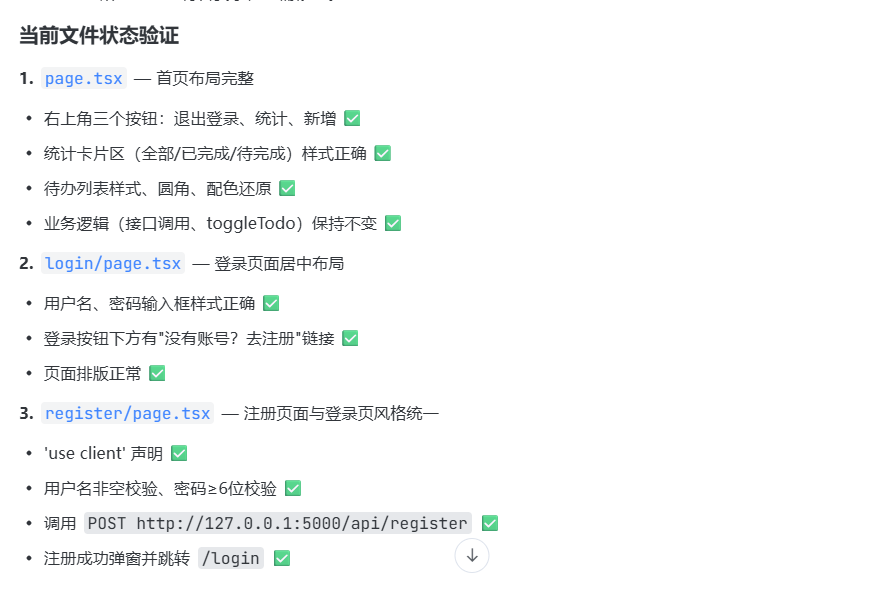 当前文件状态验证
1. page.tsx — 首页布局完整
• 右上角三个按钮：退出登录、统计、新增 ✅
• 统计卡片区（全部/已完成/待完成）样式正确 ✅
• 待办列表样式、圆角、配色还原 ✅
• 业务逻辑（接口调用、toggleTodo）保持不变 ✅
2. login/page.tsx — 登录页面居中布局
• 用户名、密码输入框样式正确 ✅
• 登录按钮下方有"没有账号？去注册"链接 ✅
• 页面排版正常 ✅
3. register/page.tsx — 注册页面与登录页风格统一
• 'use client' 声明 ✅
• 用户名非空校验、密码≥6位校验 ✅
• 调用 POST http://127.0.0.1:5000/api/register ✅
• 注册成功弹窗并跳转 /login ✅